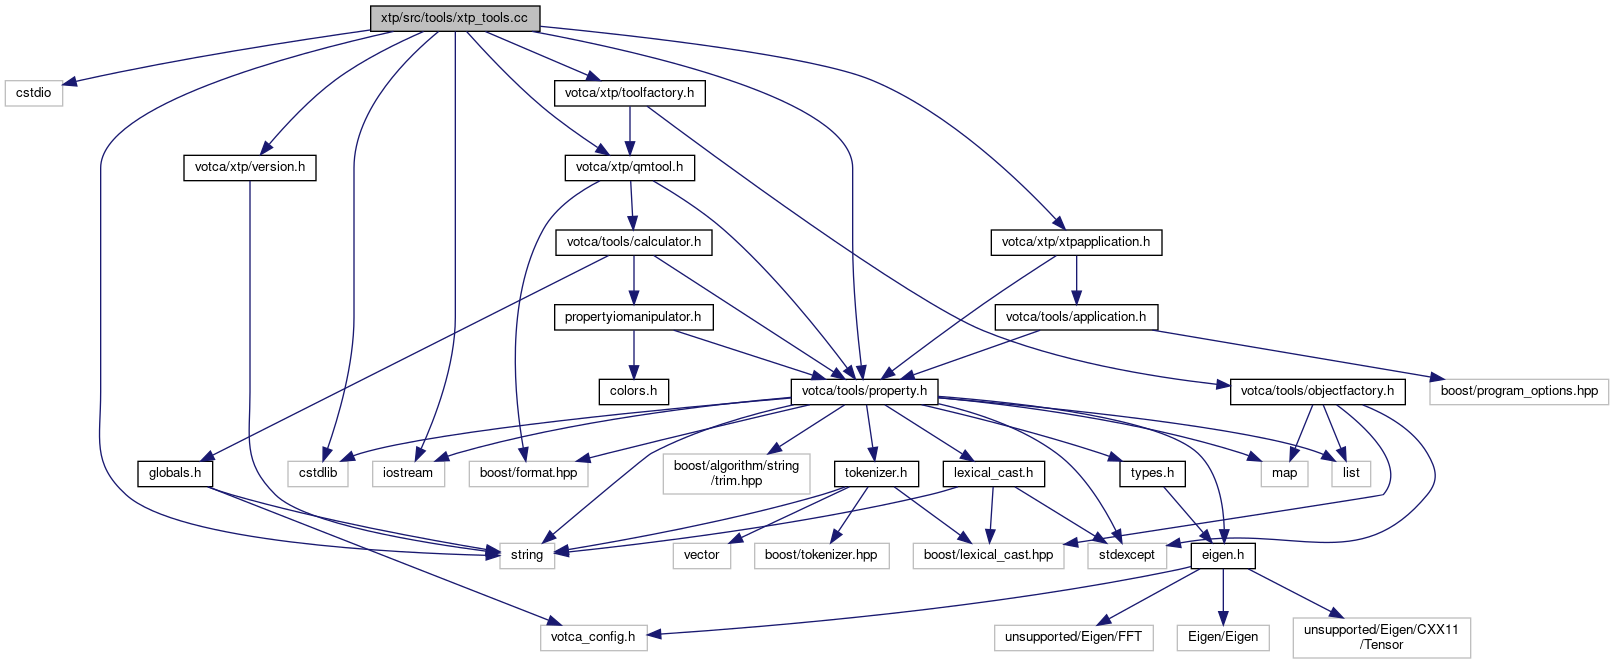 xtp/src/tools/xtp_tools.cc
cstdio
votca/xtp/toolfactory.h
votca/xtp/version.h
votca/xtp/qmtool.h
votca/tools/calculator.h
votca/xtp/xtpapplication.h
propertyiomanipulator.h
votca/tools/application.h
colors.h
votca/tools/property.h
votca/tools/objectfactory.h
boost/program_options.hpp
globals.h
cstdlib
iostream
boost/format.hpp
boost/algorithm/string
/trim.hpp
tokenizer.h
lexical_cast.h
types.h
map
list
string
vector
boost/tokenizer.hpp
boost/lexical_cast.hpp
stdexcept
eigen.h
votca_config.h
unsupported/Eigen/FFT
Eigen/Eigen
unsupported/Eigen/CXX11
/Tensor